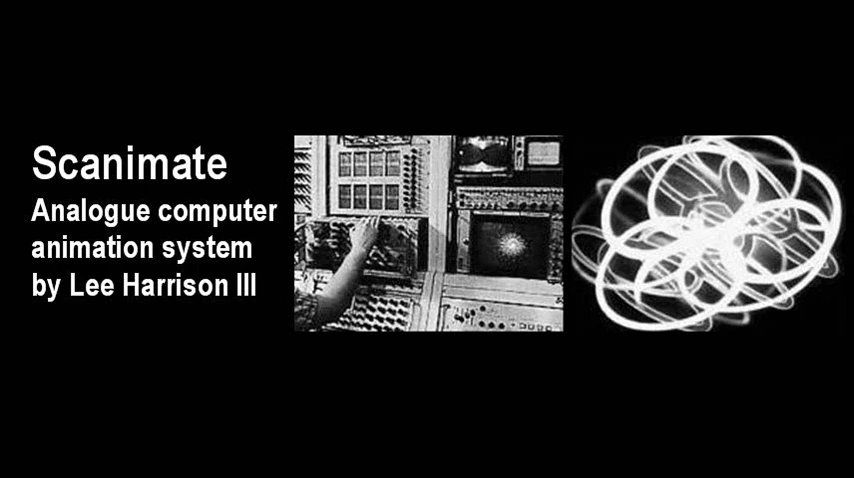 Scanimate
Analogue computer
animation system
by Lee Harrison III